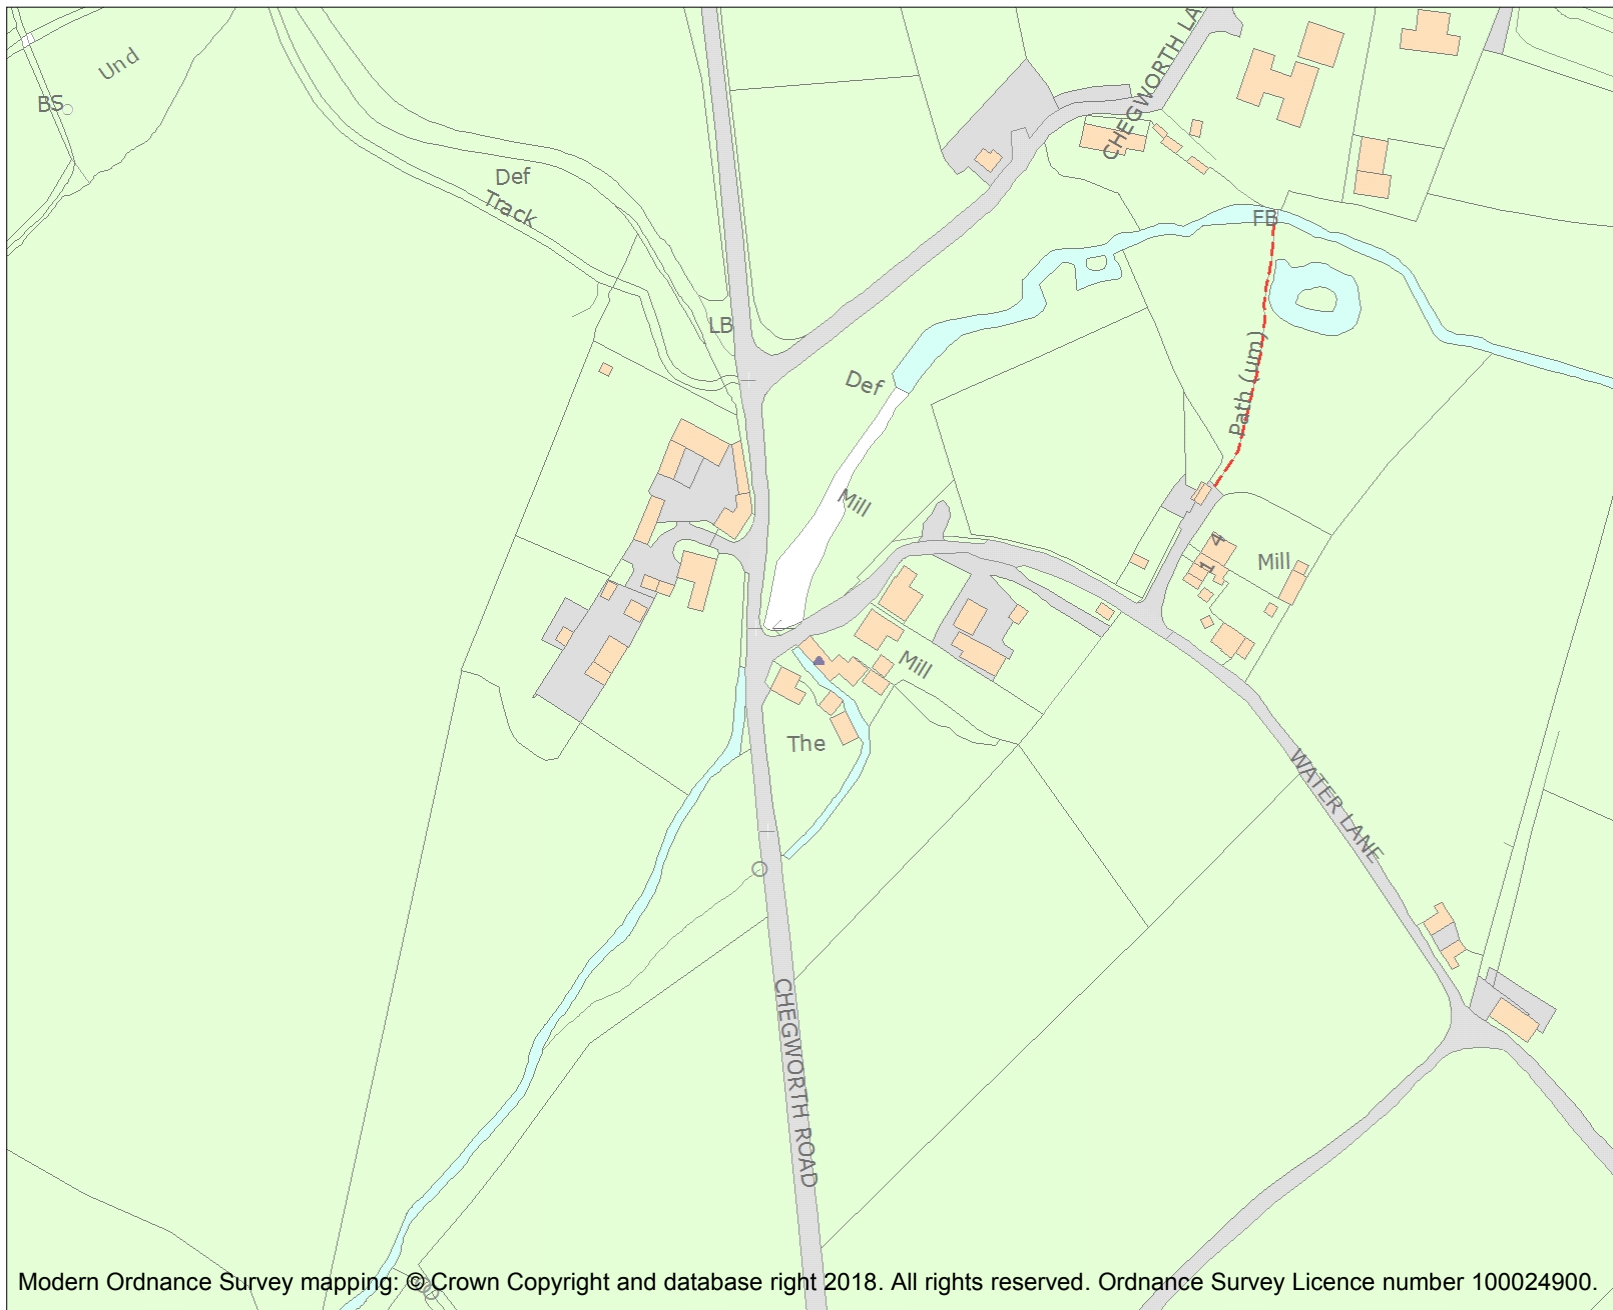 Und
BS
CHEGWORTH LA
Def
Track
FB
LB
Path (um)
Def
Mill
4
1
Mill
Mill
The
WATER LANE
CHEGWORTH ROAD
Modern Ordnance Survey mapping: © Crown Copyright and database right 2018. All rights reserved. Ordnance Survey Licence number 100024900.